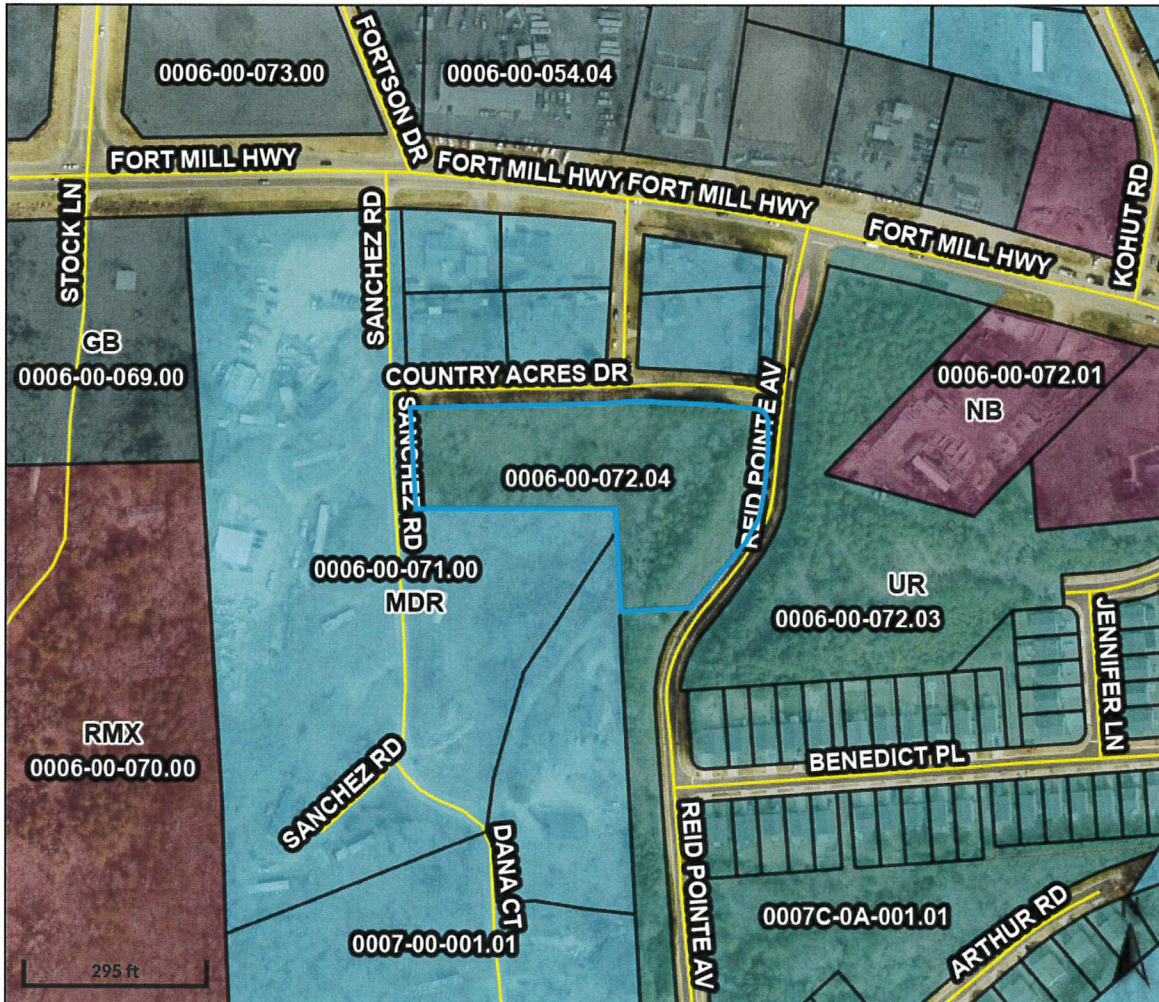 FORTSON DR
0006-00-073.00
0006-00-054.04
FORT MILL HWY
FORT MILL HWY
FORT MILL HWY
FORT MILL HWY
KOHUT RD
STOCK LN
SANCHEZ RD
GB
0006-00-069.00
COUNTRY ACRES DR
REID POINTE AV
0006-00-072.01
NB
SANCHEZ RD
0006-00-072.04
0006-00-071.00
MDR
UR
0006-00-072.03
JENNIFER LN
RMX
0006-00-070.00
SANCHEZ RD
BENEDICT PL
DANA CT
REID POINTE AV
0007C-0A-001.01
ARTHUR RD
0007-00-001.01
295 ft